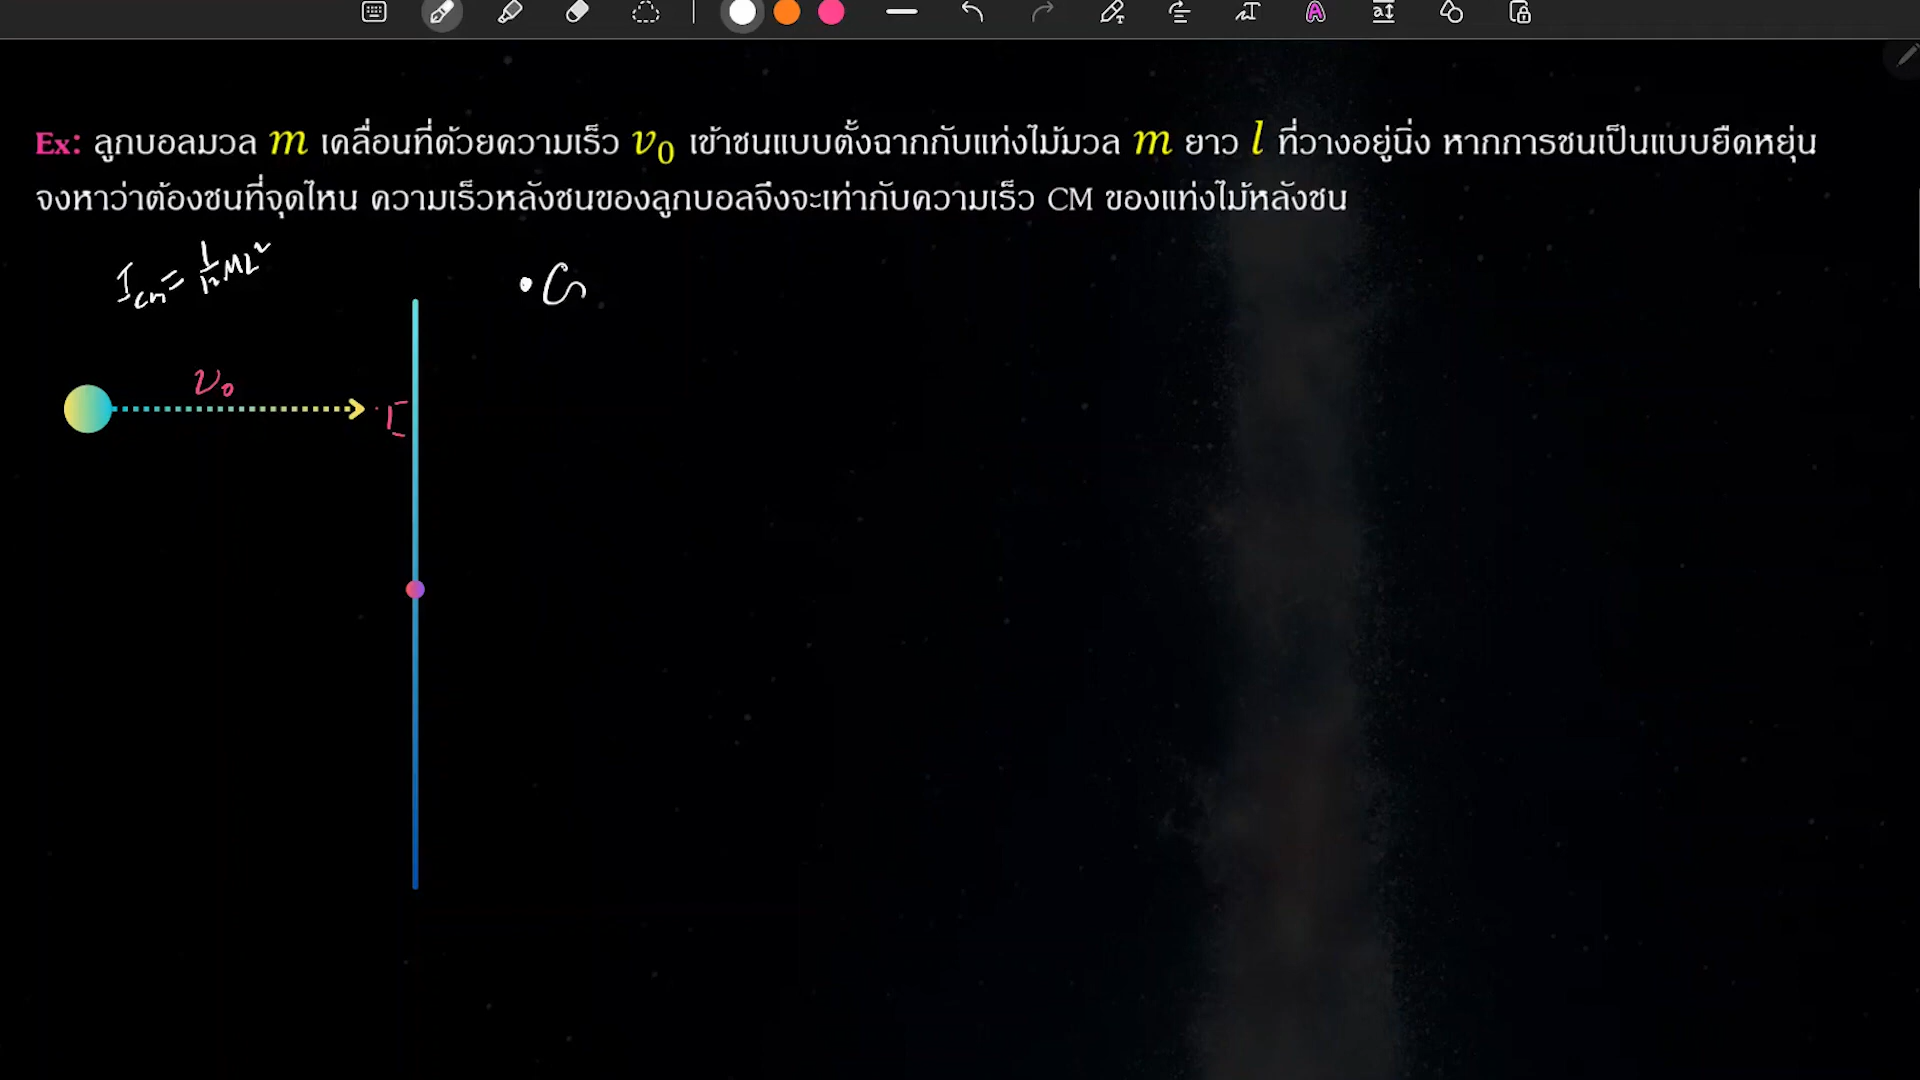 Ex: ลูกบอลมวล m เคลื่อนที่ด้วยความเร็ว v₀ เข้าชนแบบตั้งฉากกับแท่งไม้มวล m ยาว l ที่วางอยู่นิ่ง หากการชนเป็นแบบยืดหยุ่น
จงหาว่าต้องชนที่จุดไหน ความเร็วหลังชนของลูกบอลจึงจะเท่ากับความเร็ว CM ของแท่งไม้หลังชน
I_cm = 1/12 ML²
v₀